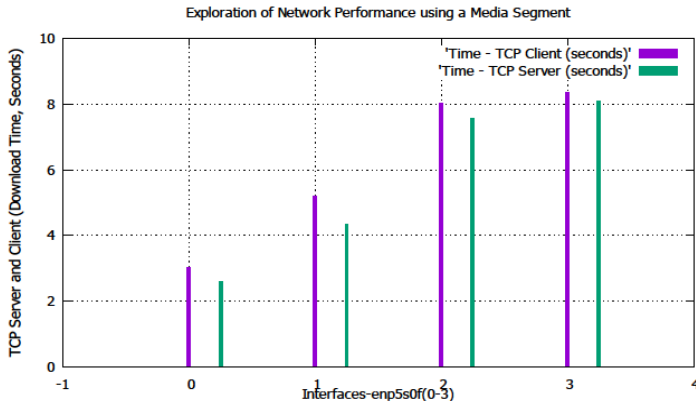 Exploration of Network Performance using a Media Segment
TCP Server and Client (Download Time, Seconds)
10
8
6
4
2
0
'Time - TCP Client (seconds)'
'Time - TCP Server (seconds)'
-1 0 1 2 3 4
Interfaces-enp5s0f(0-3)